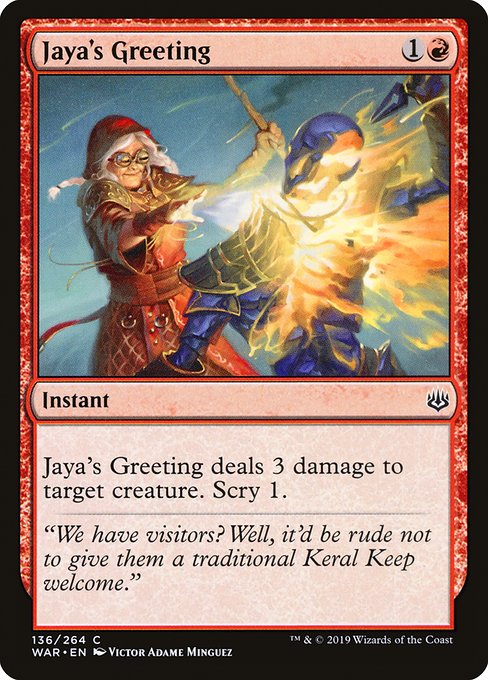 Jaya's Greeting 1
Instant
Jaya's Greeting deals 3 damage to
target creature. Scry 1.
“We have visitors? Well, it'd be rude not
to give them a traditional Keral Keep
welcome.”
136/264 C
WAR • EN Victor Adame Minguez
™ & © 2019 Wizards of the Coast